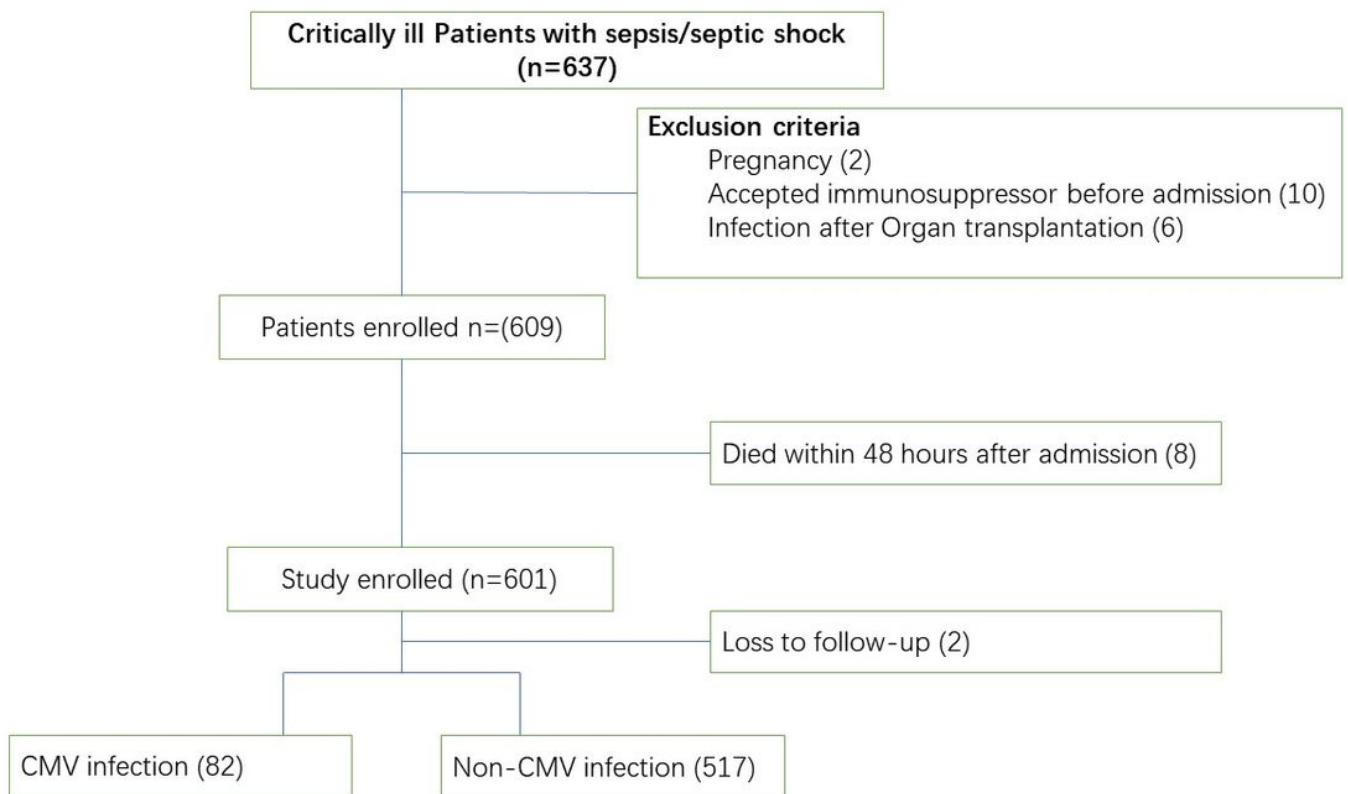 Critically ill Patients with sepsis/septic shock
(n=637)
Exclusion criteria
Pregnancy (2)
Accepted immunosuppressor before admission (10)
Infection after Organ transplantation (6)
Patients enrolled n=(609)
Died within 48 hours after admission (8)
Study enrolled (n=601)
Loss to follow-up (2)
CMV infection (82)
Non-CMV infection (517)